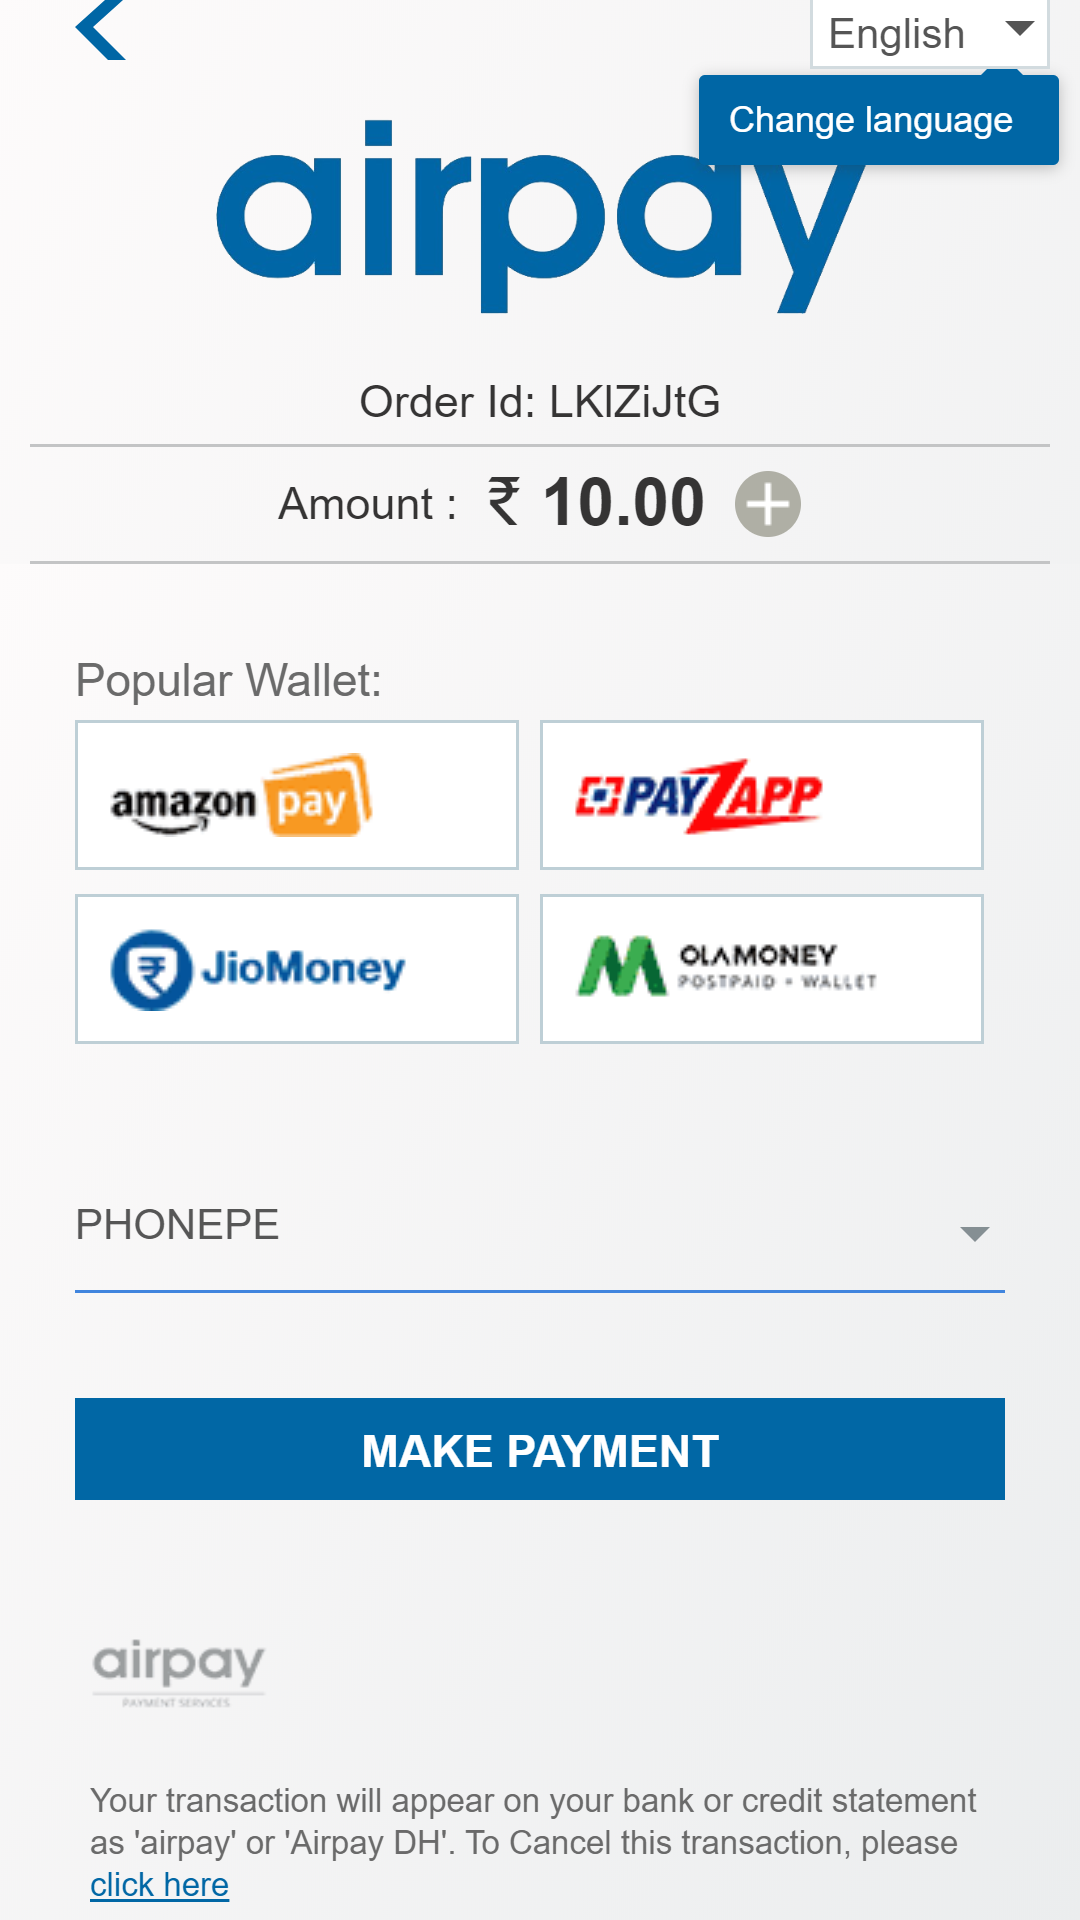 English
Change language
airpay
Order Id: LKlZiJtG
Amount : ₹ 10.00
Popular Wallet:
amazon pay
PAYZAPP
JioMoney
OLAMONEY
POSTPAID + WALLET
PHONEPE
MAKE PAYMENT
airpay
PAYMENT SERVICES
Your transaction will appear on your bank or credit statement
as 'airpay' or 'Airpay DH'. To Cancel this transaction, please
click here